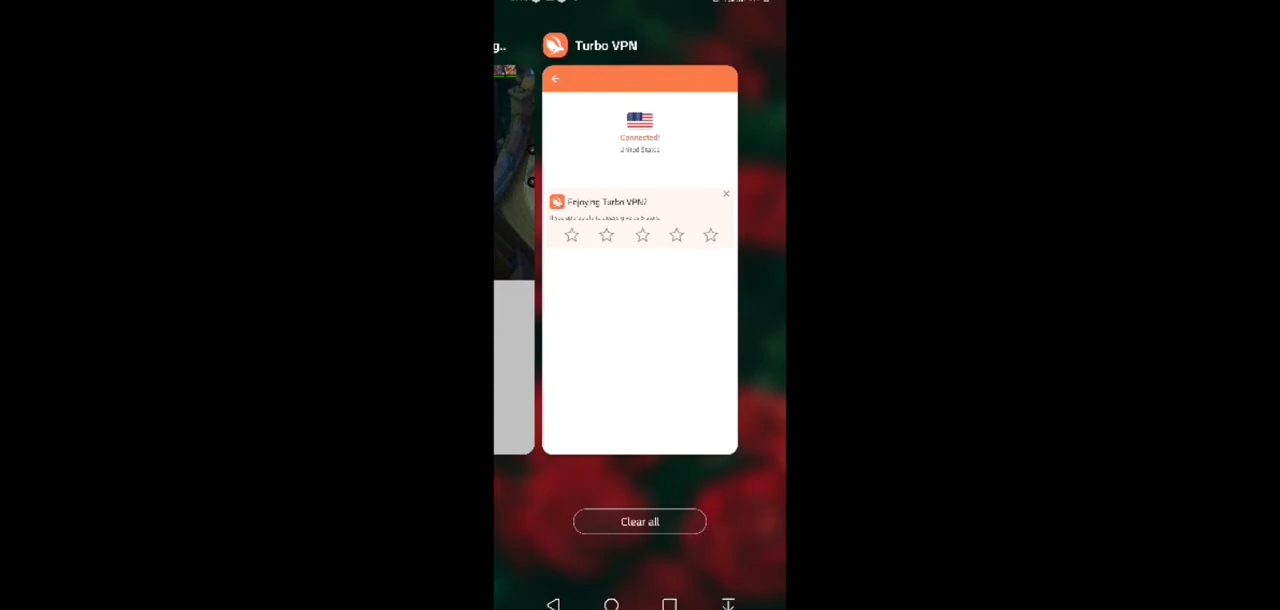 g..
Turbo VPN
Connected!
United States
Enjoying Turbo VPN?
Clear all